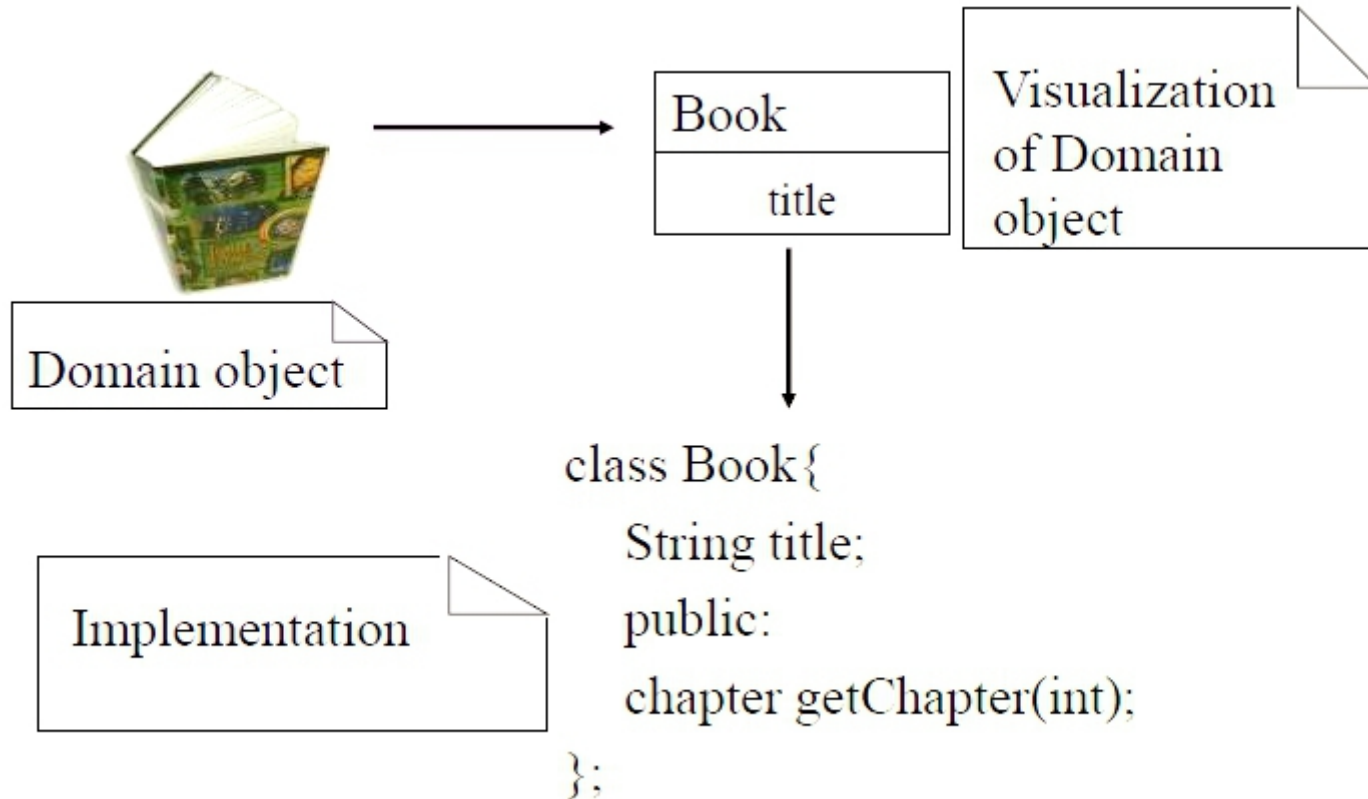 Book
title
Visualization
of Domain
object
Domain object
class Book{
String title;
public:
chapter getChapter(int);
};
Implementation